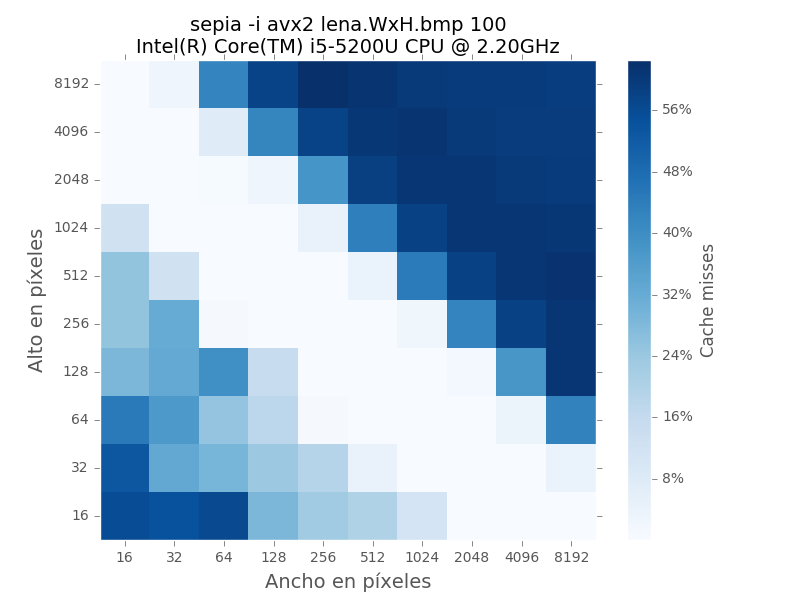 sepia -i avx2 lena.WxH.bmp 100
Intel(R) Core(TM) i5-5200U CPU @ 2.20GHz
Alto en píxeles
8192
4096
2048
1024
512
256
128
64
32
16
16 32 64 128 256 512 1024 2048 4096 8192
Ancho en píxeles
56%
48%
40%
32%
24%
16%
8%
Cache misses